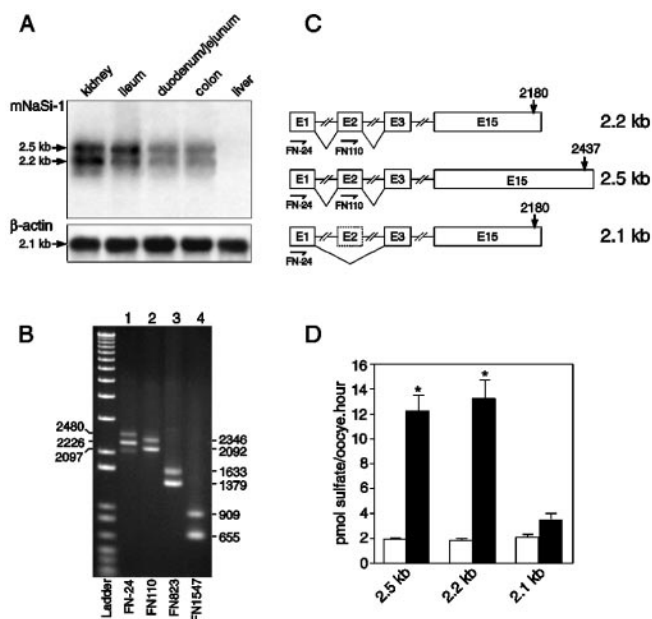 A
kidney
ileum
duodenum/jejunum
colon
liver
mNaSi-1
2.5 kb
2.2 kb
β-actin
2.1 kb
B
1 2 3 4
2480
2226
2097
2346
2092
1633
1379
909
655
Ladder
FN-24
FN110
FN823
FN1547
C
2180
E1 E2 E3 E15 2.2 kb
FN-24 FN110
2437
E1 E2 E3 E15 2.5 kb
FN-24 FN110
2180
E1 E2 E3 E15 2.1 kb
FN-24
D
pmol sulfate/oocye.hour
16
14
12
10
8
6
4
2
0
* *
2.5 kb 2.2 kb 2.1 kb